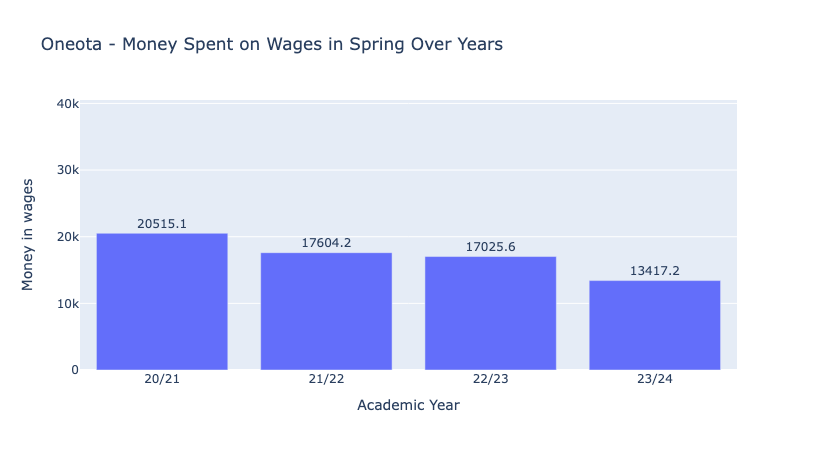 Oneota - Money Spent on Wages in Spring Over Years
Money in wages
40k
30k
20k
10k
0
20515.1
17604.2
17025.6
13417.2
20/21
21/22
22/23
23/24
Academic Year